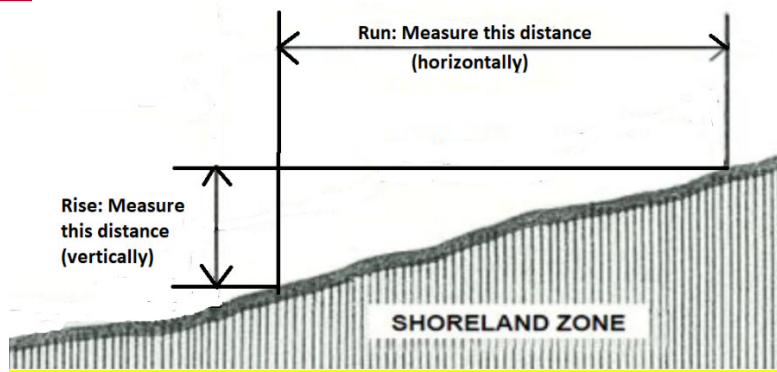 Run: Measure this distance
(horizontally)
Rise: Measure
this distance
(vertically)
SHORELAND ZONE